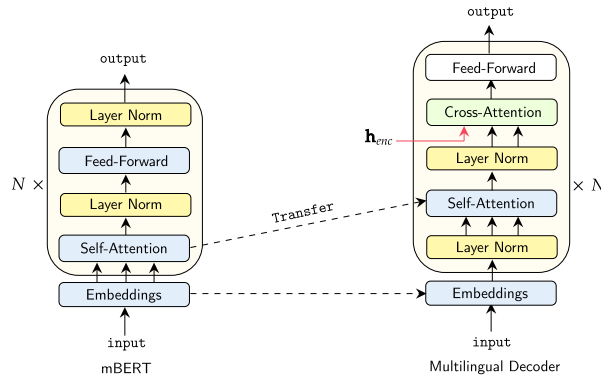 output
Layer Norm
Feed-Forward
N ×
Layer Norm
Self-Attention
Embeddings
input
mBERT
Transfer
output
Feed-Forward
Cross-Attention
h_enc
Layer Norm
Self-Attention
× N
Layer Norm
Embeddings
input
Multilingual Decoder